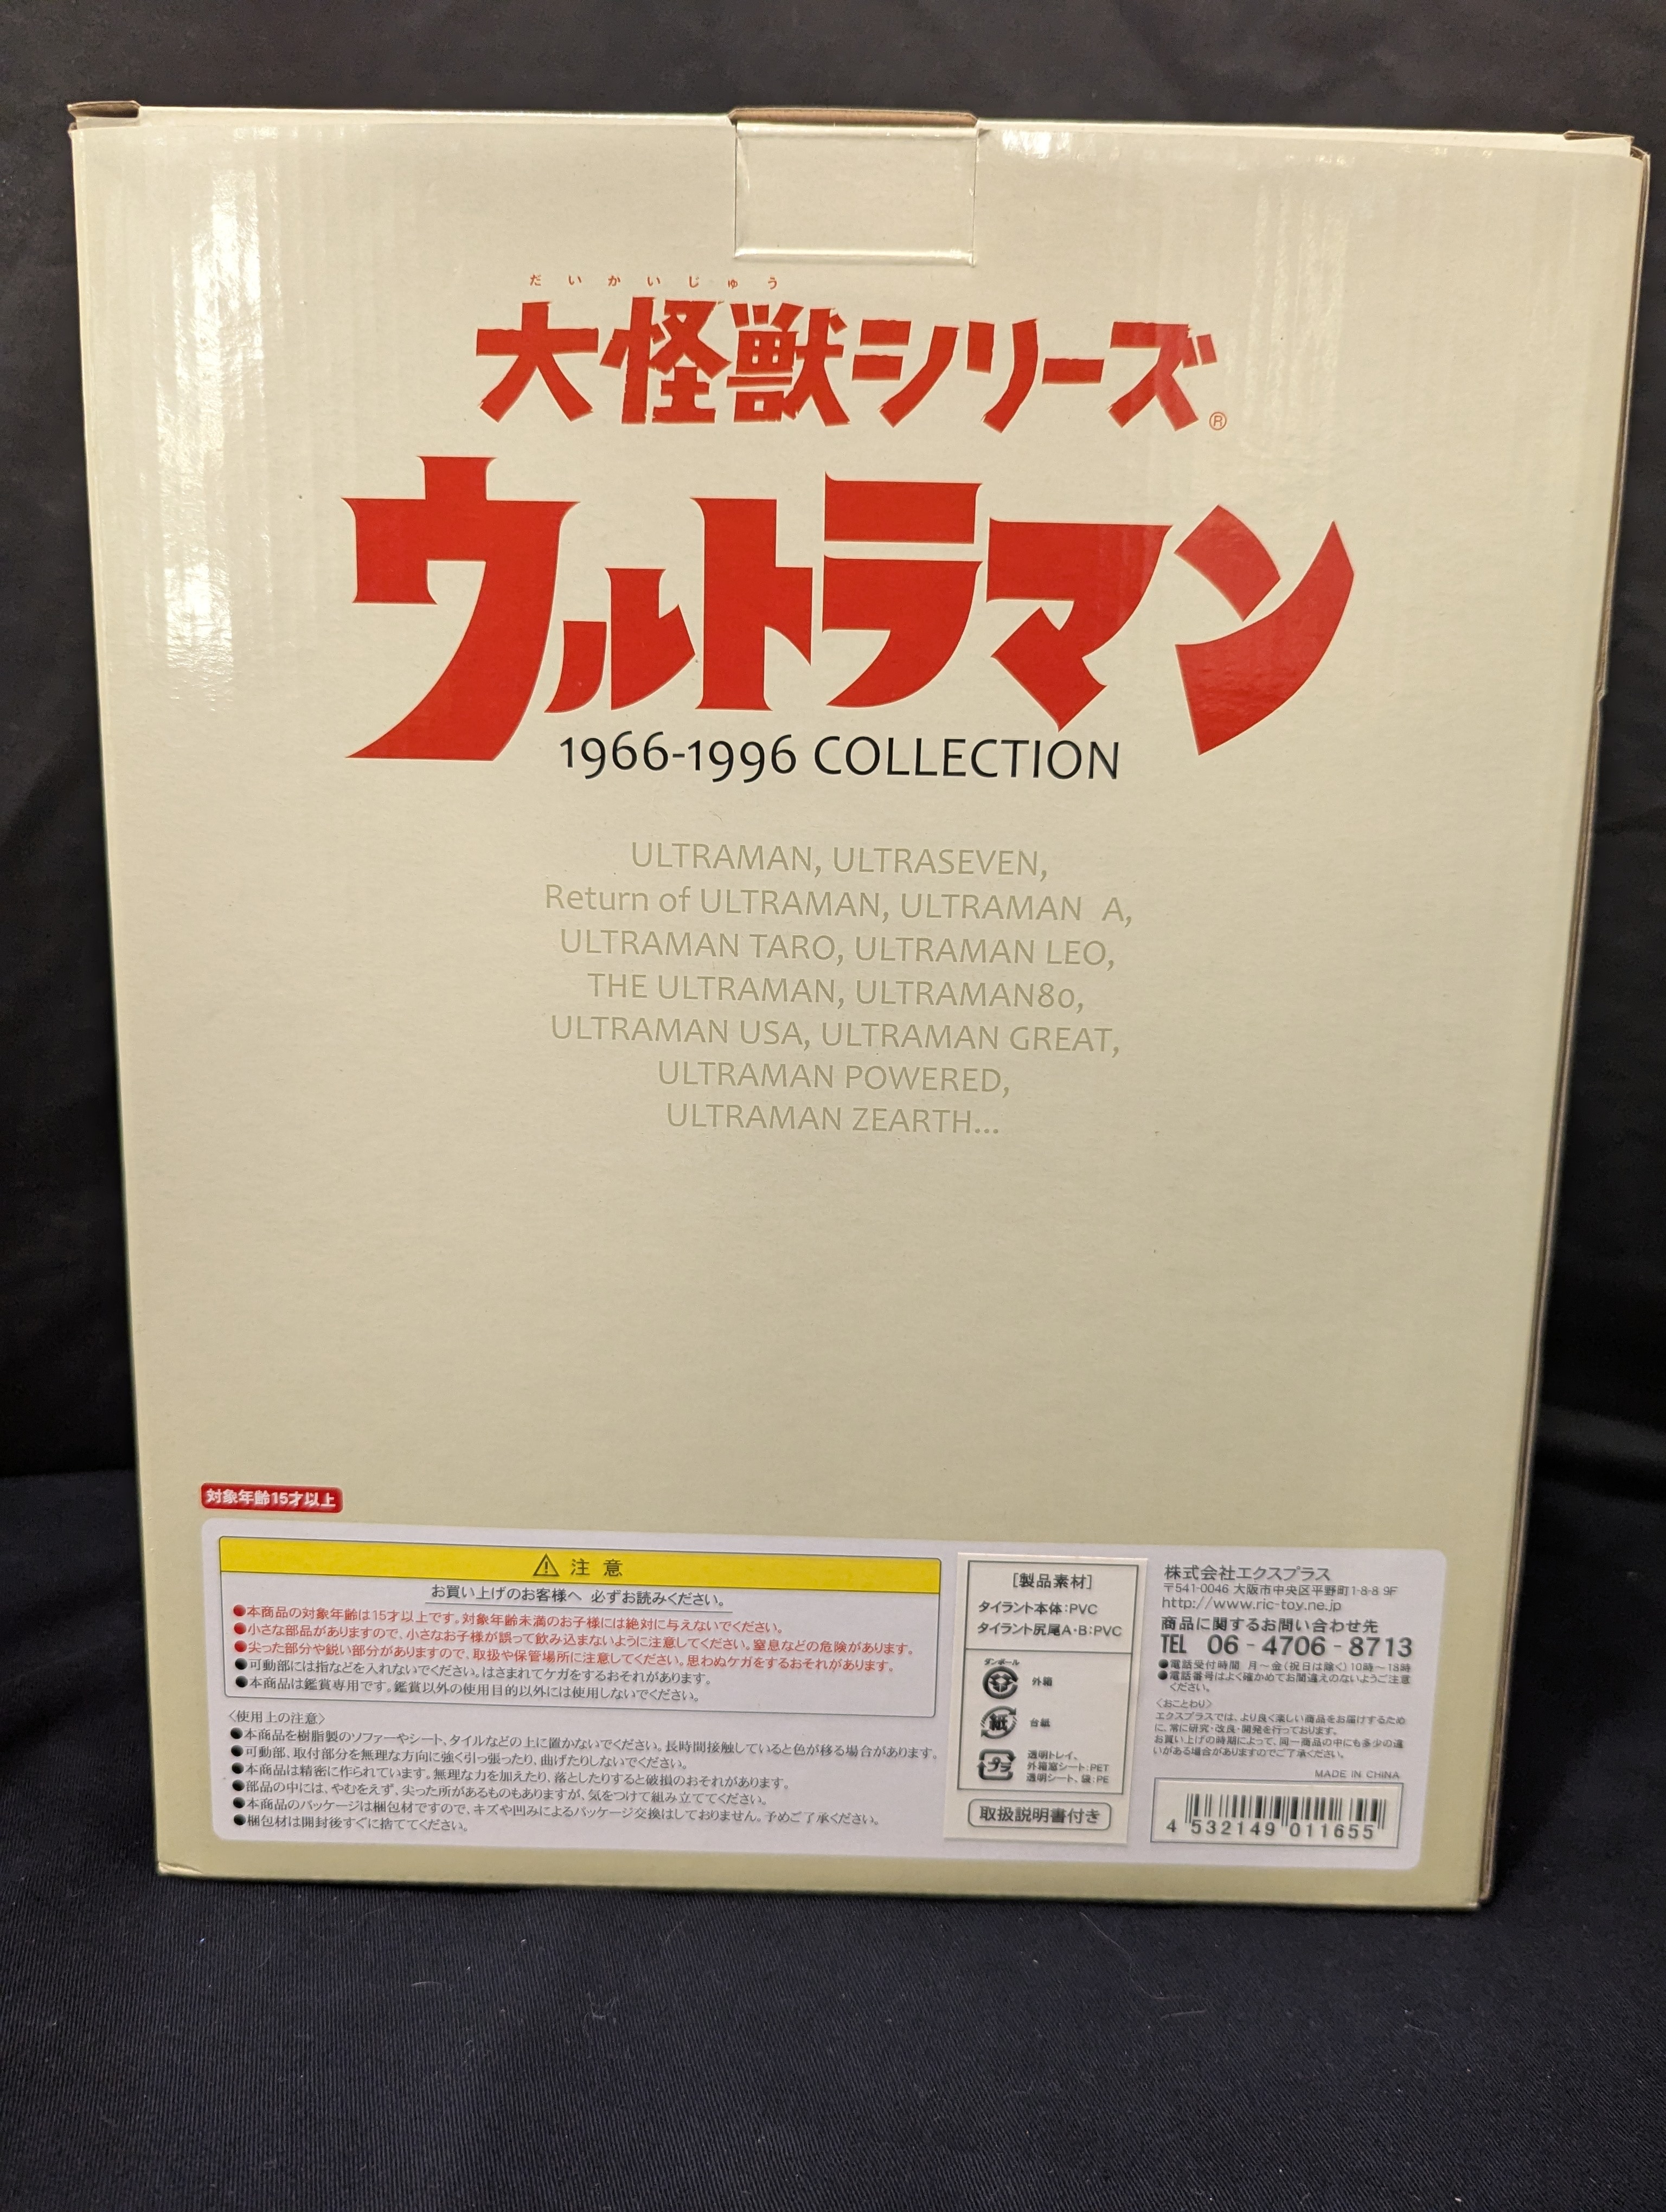 だいかいじゅう
大怪獣シリーズ®
ウルトラマン
1966-1996 COLLECTION
ULTRAMAN, ULTRASEVEN,
Return of ULTRAMAN, ULTRAMAN A,
ULTRAMAN TARO, ULTRAMAN LEO,
THE ULTRAMAN, ULTRAMAN80,
ULTRAMAN USA, ULTRAMAN GREAT,
ULTRAMAN POWERED,
ULTRAMAN ZEARTH...
対象年齢15才以上
⚠ 注意
お買い上げのお客様へ 必ずお読みください。
●本商品の対象年齢は15才以上です。対象年齢未満のお子様には絶対に与えないでください。
●小さな部品がありますので、小さなお子様が誤って飲み込まないように注意してください。窒息などの危険があります。
●尖った部分や鋭い部分がありますので、取扱や保管場所に注意してください。思わぬケガをするおそれがあります。
●可動部には指などを入れないでください。はさまれてケガをするおそれがあります。
●本商品は鑑賞専用です。鑑賞以外の使用目的以外には使用しないでください。
〈使用上の注意〉
●本商品を樹脂製のソファーやシート、タイルなどの上に置かないでください。長時間接触していると色が移る場合があります。
●可動部、取付部分を無理な方向に強く引っ張ったり、曲げたりしないでください。
●本商品は精密に作られています。無理な力を加えたり、落としたりすると破損のおそれがあります。
●部品の中には、やむをえず、尖った所があるものもありますが、気をつけて組み立ててください。
●本商品のパッケージは梱包材ですので、キズや凹みによるパッケージ交換はしておりません。予めご了承ください。
●梱包材は開封後すぐに捨ててください。
[製品素材]
タイラント本体:PVC
タイラント尻尾A・B:PVC
ダンボール
外箱
紙
台紙
プラ
透明トレイ、
外箱窓シート:PET
透明シート、袋:PE
取扱説明書付き
株式会社エクスプラス
〒541-0046 大阪市中央区平野町1-8-8 9F
http://www.ric-toy.ne.jp
商品に関するお問い合わせ先
TEL 06-4706-8713
●電話受付時間 月〜金(祝日は除く)10時〜18時
●電話番号はよく確かめてお間違えのないようご注意
ください。
〈おことわり〉
エクスプラスでは、より良く楽しい商品をお届けするため
に、常に研究・改良・開発を行っております。
お買い上げの時期によって、同一商品の中にも多少の違
いがある場合がありますのでご了承ください。
MADE IN CHINA
4 532149 011655